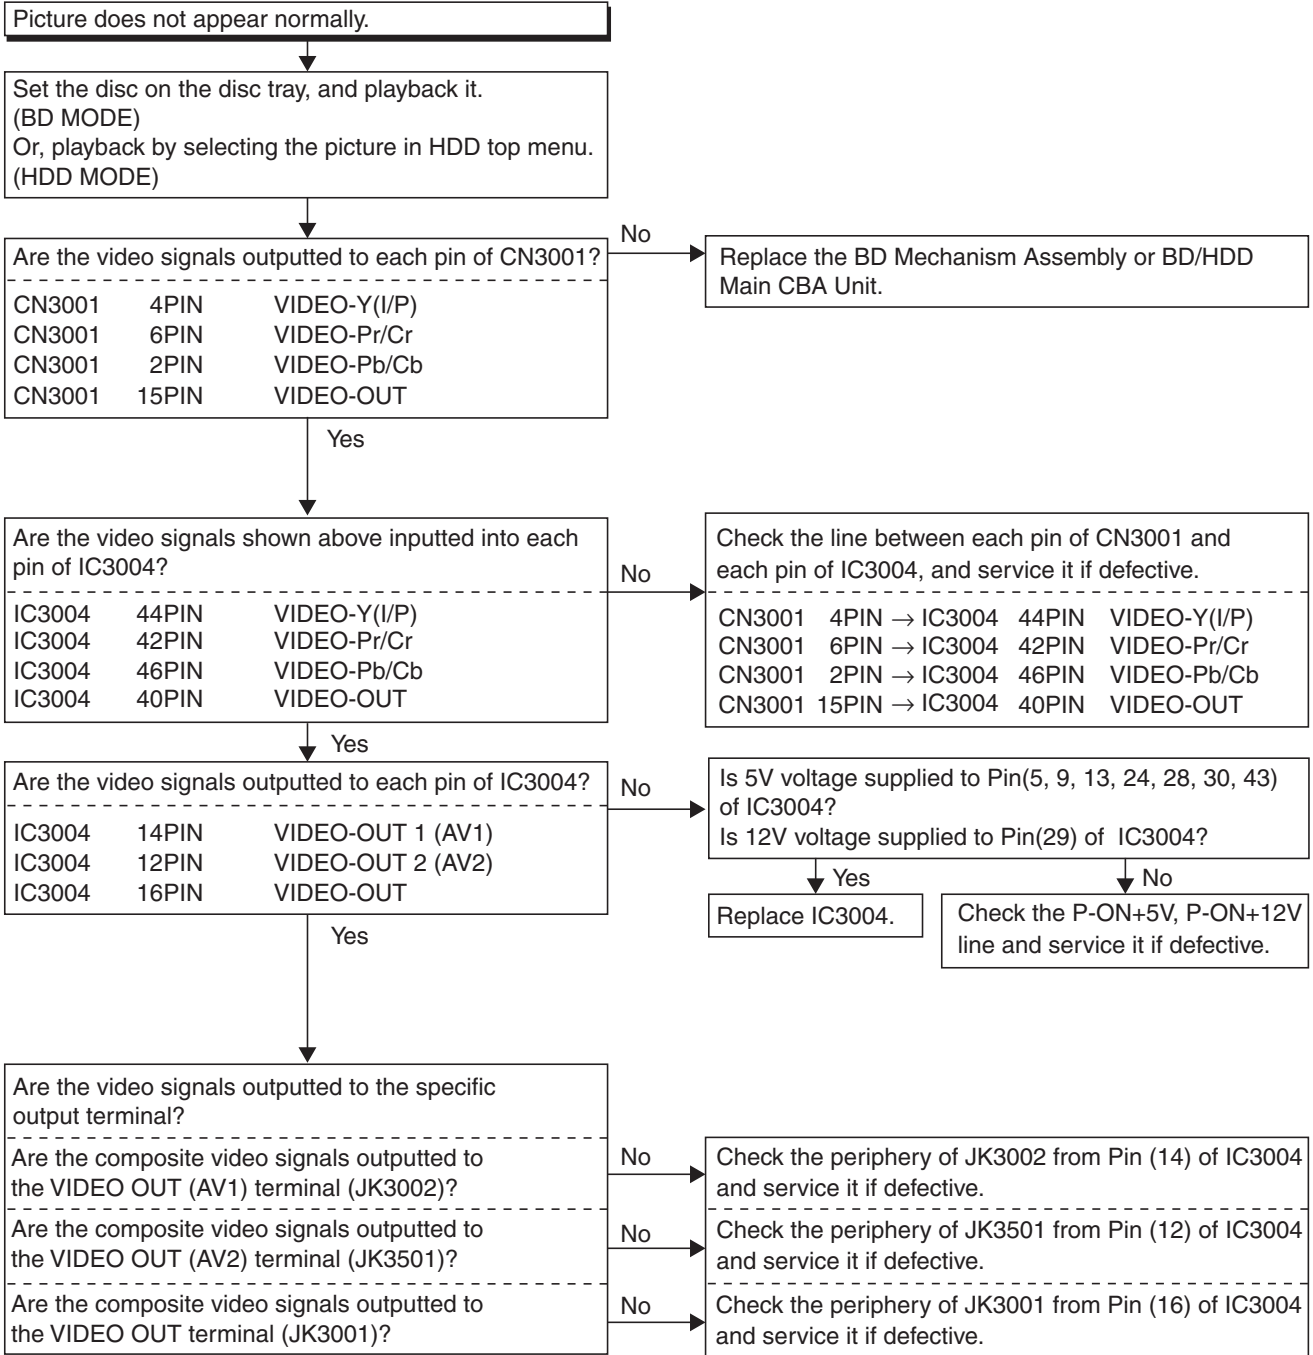 Picture does not appear normally.
Set the disc on the disc tray, and playback it.
(BD MODE)
Or, playback by selecting the picture in HDD top menu.
(HDD MODE)
Are the video signals outputted to each pin of CN3001?
CN3001 4PIN VIDEO-Y(I/P)
CN3001 6PIN VIDEO-Pr/Cr
CN3001 2PIN VIDEO-Pb/Cb
CN3001 15PIN VIDEO-OUT
No
Replace the BD Mechanism Assembly or BD/HDD
Main CBA Unit.
Yes
Are the video signals shown above inputted into each
pin of IC3004?
IC3004 44PIN VIDEO-Y(I/P)
IC3004 42PIN VIDEO-Pr/Cr
IC3004 46PIN VIDEO-Pb/Cb
IC3004 40PIN VIDEO-OUT
No
Check the line between each pin of CN3001 and
each pin of IC3004, and service it if defective.
CN3001 4PIN → IC3004 44PIN VIDEO-Y(I/P)
CN3001 6PIN → IC3004 42PIN VIDEO-Pr/Cr
CN3001 2PIN → IC3004 46PIN VIDEO-Pb/Cb
CN3001 15PIN → IC3004 40PIN VIDEO-OUT
Yes
Are the video signals outputted to each pin of IC3004?
IC3004 14PIN VIDEO-OUT 1 (AV1)
IC3004 12PIN VIDEO-OUT 2 (AV2)
IC3004 16PIN VIDEO-OUT
No
Is 5V voltage supplied to Pin(5, 9, 13, 24, 28, 30, 43)
of IC3004?
Is 12V voltage supplied to Pin(29) of IC3004?
Yes
Replace IC3004.
No
Check the P-ON+5V, P-ON+12V
line and service it if defective.
Yes
Are the video signals outputted to the specific
output terminal?
Are the composite video signals outputted to
the VIDEO OUT (AV1) terminal (JK3002)?
No
Check the periphery of JK3002 from Pin (14) of IC3004
and service it if defective.
Are the composite video signals outputted to
the VIDEO OUT (AV2) terminal (JK3501)?
No
Check the periphery of JK3501 from Pin (12) of IC3004
and service it if defective.
Are the composite video signals outputted to
the VIDEO OUT terminal (JK3001)?
No
Check the periphery of JK3001 from Pin (16) of IC3004
and service it if defective.